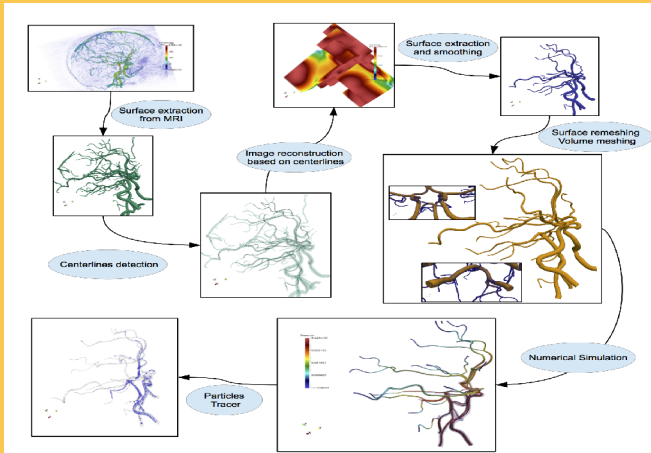 Surface extraction
and smoothing
Surface extraction
from MRI
Image reconstruction
based on centerlines
Surface remeshing
Volume meshing
Centerlines detection
Numerical Simulation
Particles
Tracer